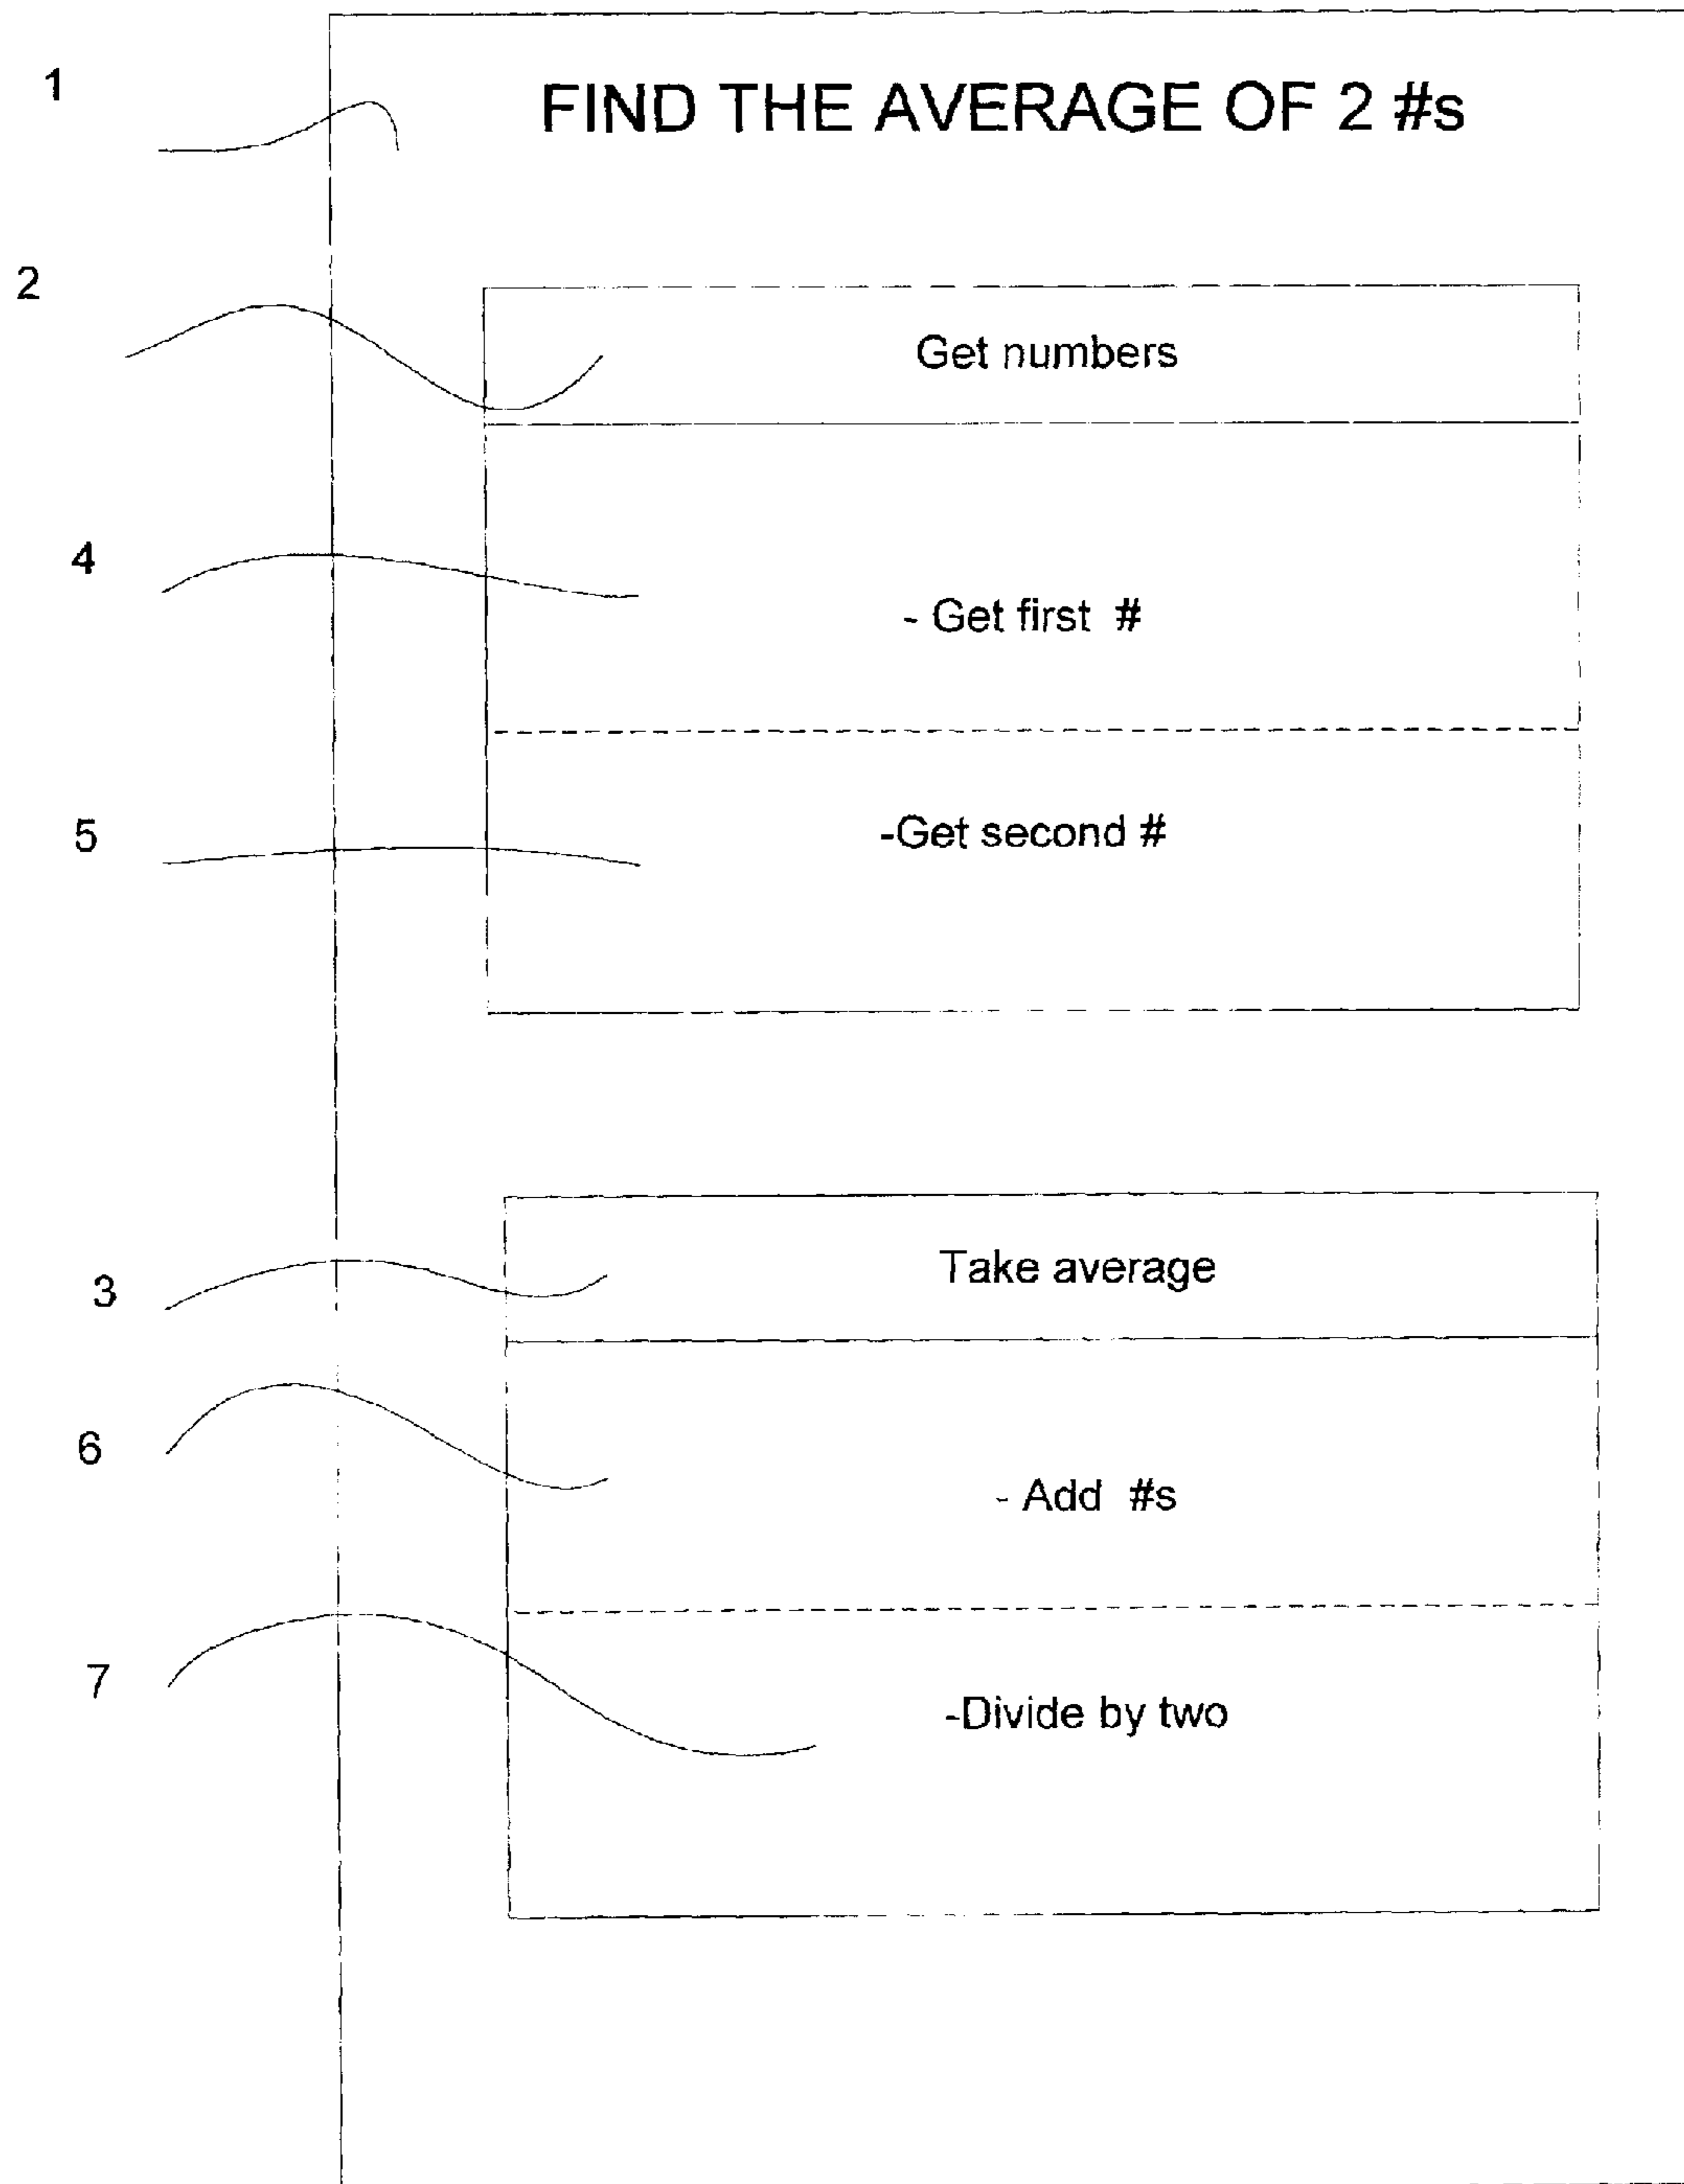 1
FIND THE AVERAGE OF 2 #s
2
Get numbers
4
- Get first #
5
-Get second #
3
Take average
6
- Add #s
7
-Divide by two